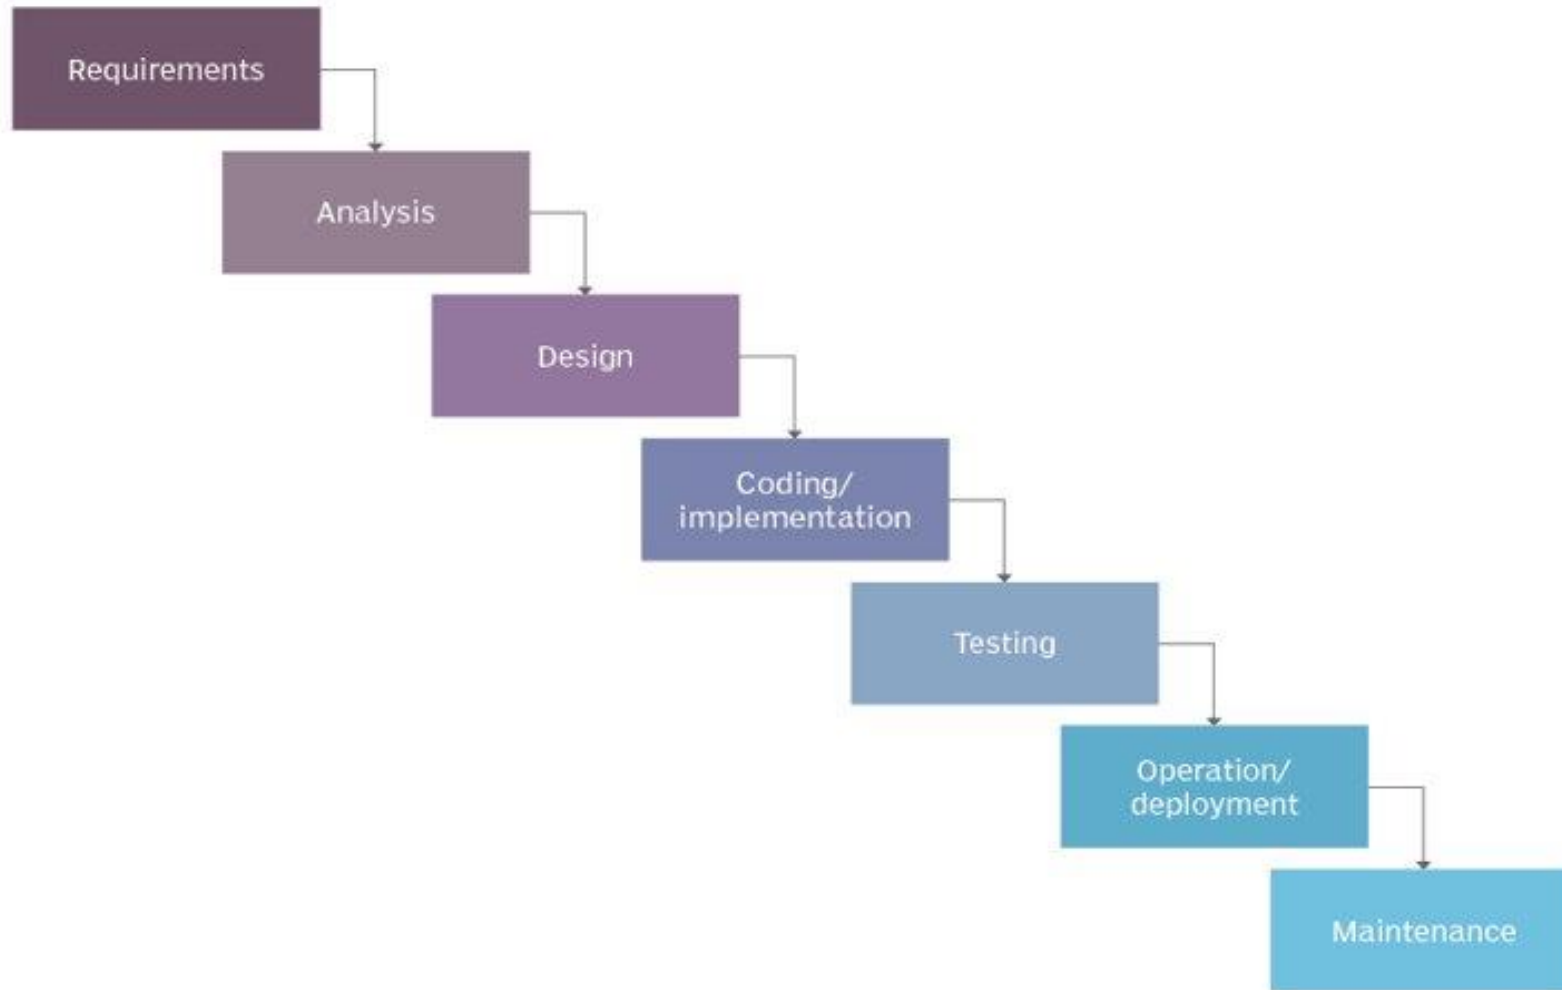 Requirements
Analysis
Design
Coding/
implementation
Testing
Operation/
deployment
Maintenance